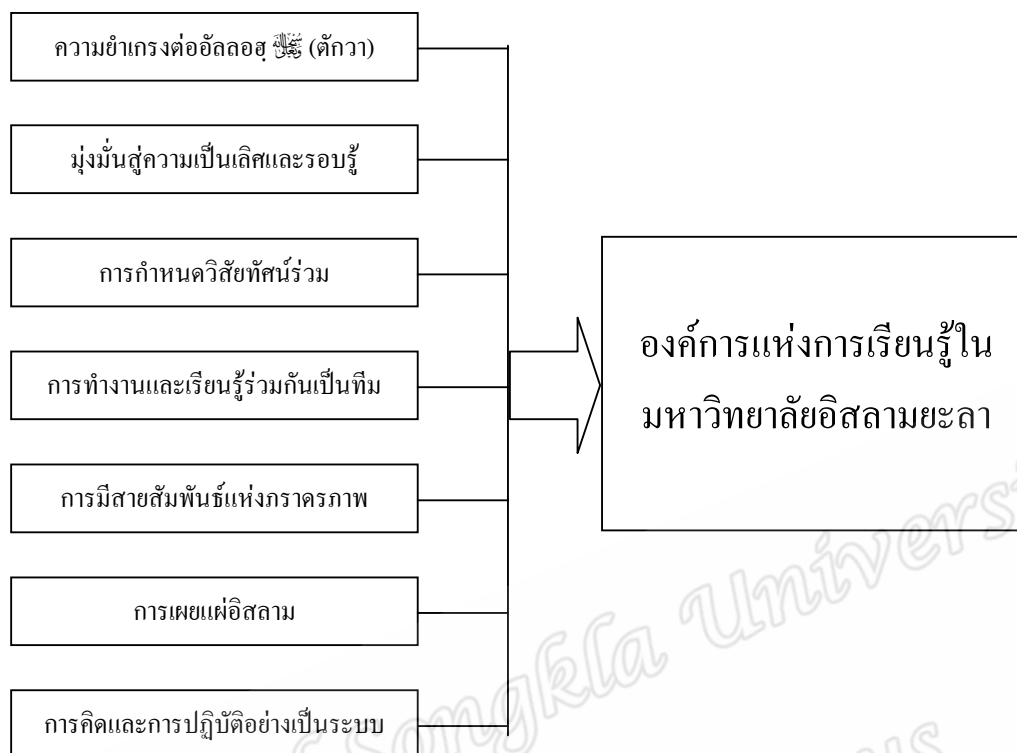 ความยำเกรงต่ออัลลอฮฺ ﷻ (ตักวา)
มุ่งมั่นสู่ความเป็นเลิศและรอบรู้
การกำหนดวิสัยทัศน์ร่วม
การทำงานและเรียนรู้ร่วมกันเป็นทีม
การมีสายสัมพันธ์แห่งภราดรภาพ
การเผยแผ่อิสลาม
การคิดและการปฏิบัติอย่างเป็นระบบ
องค์การแห่งการเรียนรู้ใน
มหาวิทยาลัยอิสลามยะลา
Songkla Univers